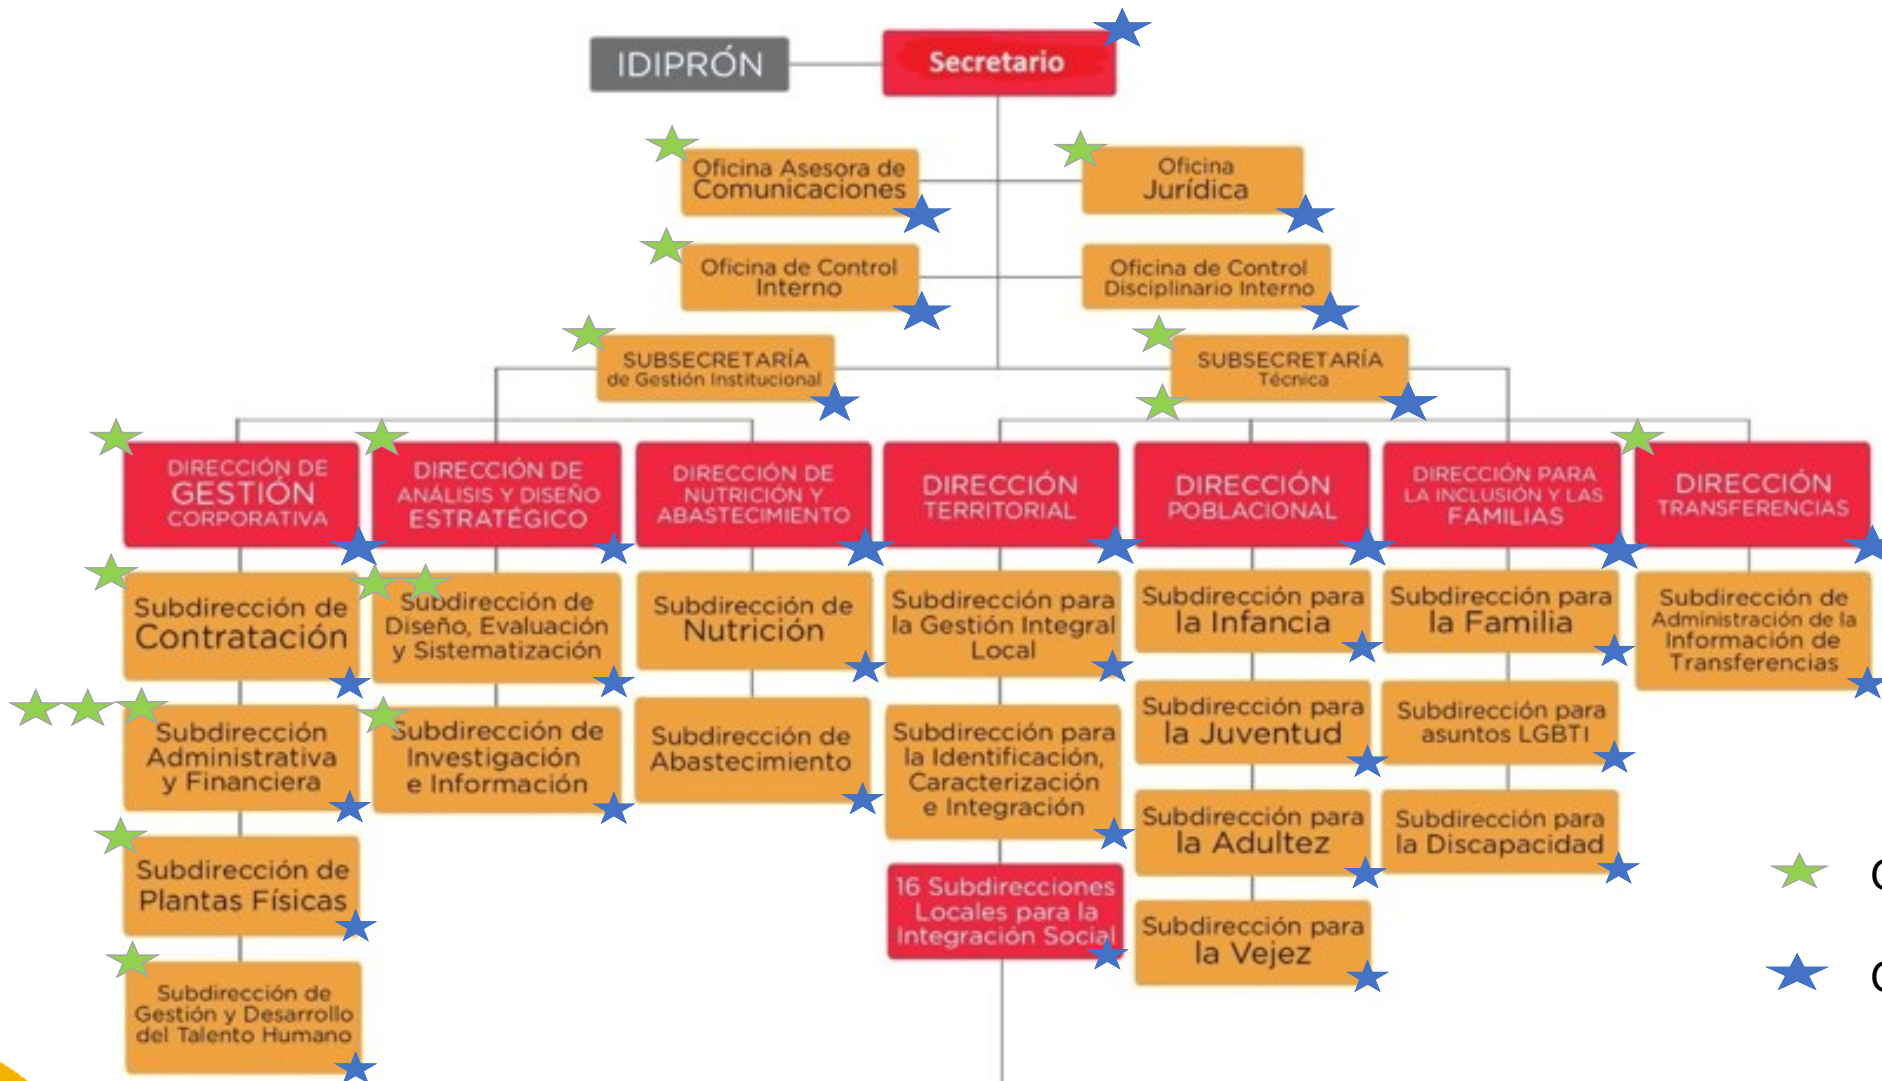 IDIPRÓN
Secretario
Oficina Asesora de
Comunicaciones
Oficina
Jurídica
Oficina de Control
Interno
Oficina de Control
Disciplinario Interno
SUBSECRETARÍA
de Gestión Institucional
SUBSECRETARÍA
Técnica
DIRECCIÓN DE
GESTIÓN
CORPORATIVA
DIRECCIÓN DE
ANÁLISIS Y DISEÑO
ESTRATÉGICO
DIRECCIÓN DE
NUTRICIÓN Y
ABASTECIMIENTO
DIRECCIÓN
TERRITORIAL
DIRECCIÓN
POBLACIONAL
DIRECCIÓN PARA
LA INCLUSIÓN Y LAS
FAMILIAS
DIRECCIÓN
TRANSFERENCIAS
Subdirección de
Contratación
Subdirección
Administrativa
y Financiera
Subdirección de
Plantas Físicas
Subdirección de
Gestión y Desarrollo
del Talento Humano
Subdirección de
Diseño, Evaluación
y Sistematización
Subdirección de
Investigación
e Información
Subdirección de
Nutrición
Subdirección de
Abastecimiento
Subdirección para
la Gestión Integral
Local
Subdirección para
la Identificación,
Caracterización
e Integración
16 Subdirecciones
Locales para la
Integración Social
Subdirección para
la Infancia
Subdirección para
la Juventud
Subdirección para
la Adultez
Subdirección para
la Vejez
Subdirección para
la Familia
Subdirección para
asuntos LGBTI
Subdirección para
la Discapacidad
Subdirección de
Administración de la
Información de
Transferencias